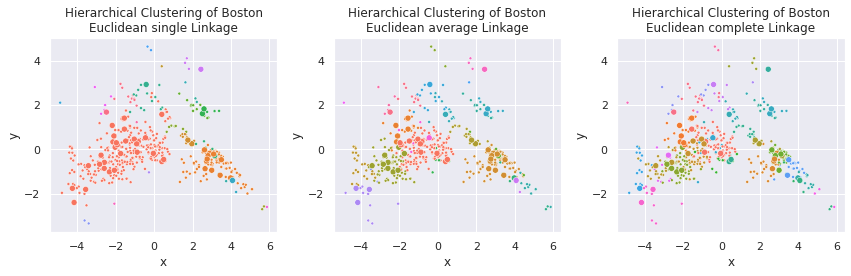 Hierarchical Clustering of Boston
Euclidean single Linkage
4
2
0
−2
y
−4 −2 0 2 4 6
x
Hierarchical Clustering of Boston
Euclidean average Linkage
4
2
0
−2
y
−4 −2 0 2 4 6
x
Hierarchical Clustering of Boston
Euclidean complete Linkage
4
2
0
−2
y
−4 −2 0 2 4 6
x